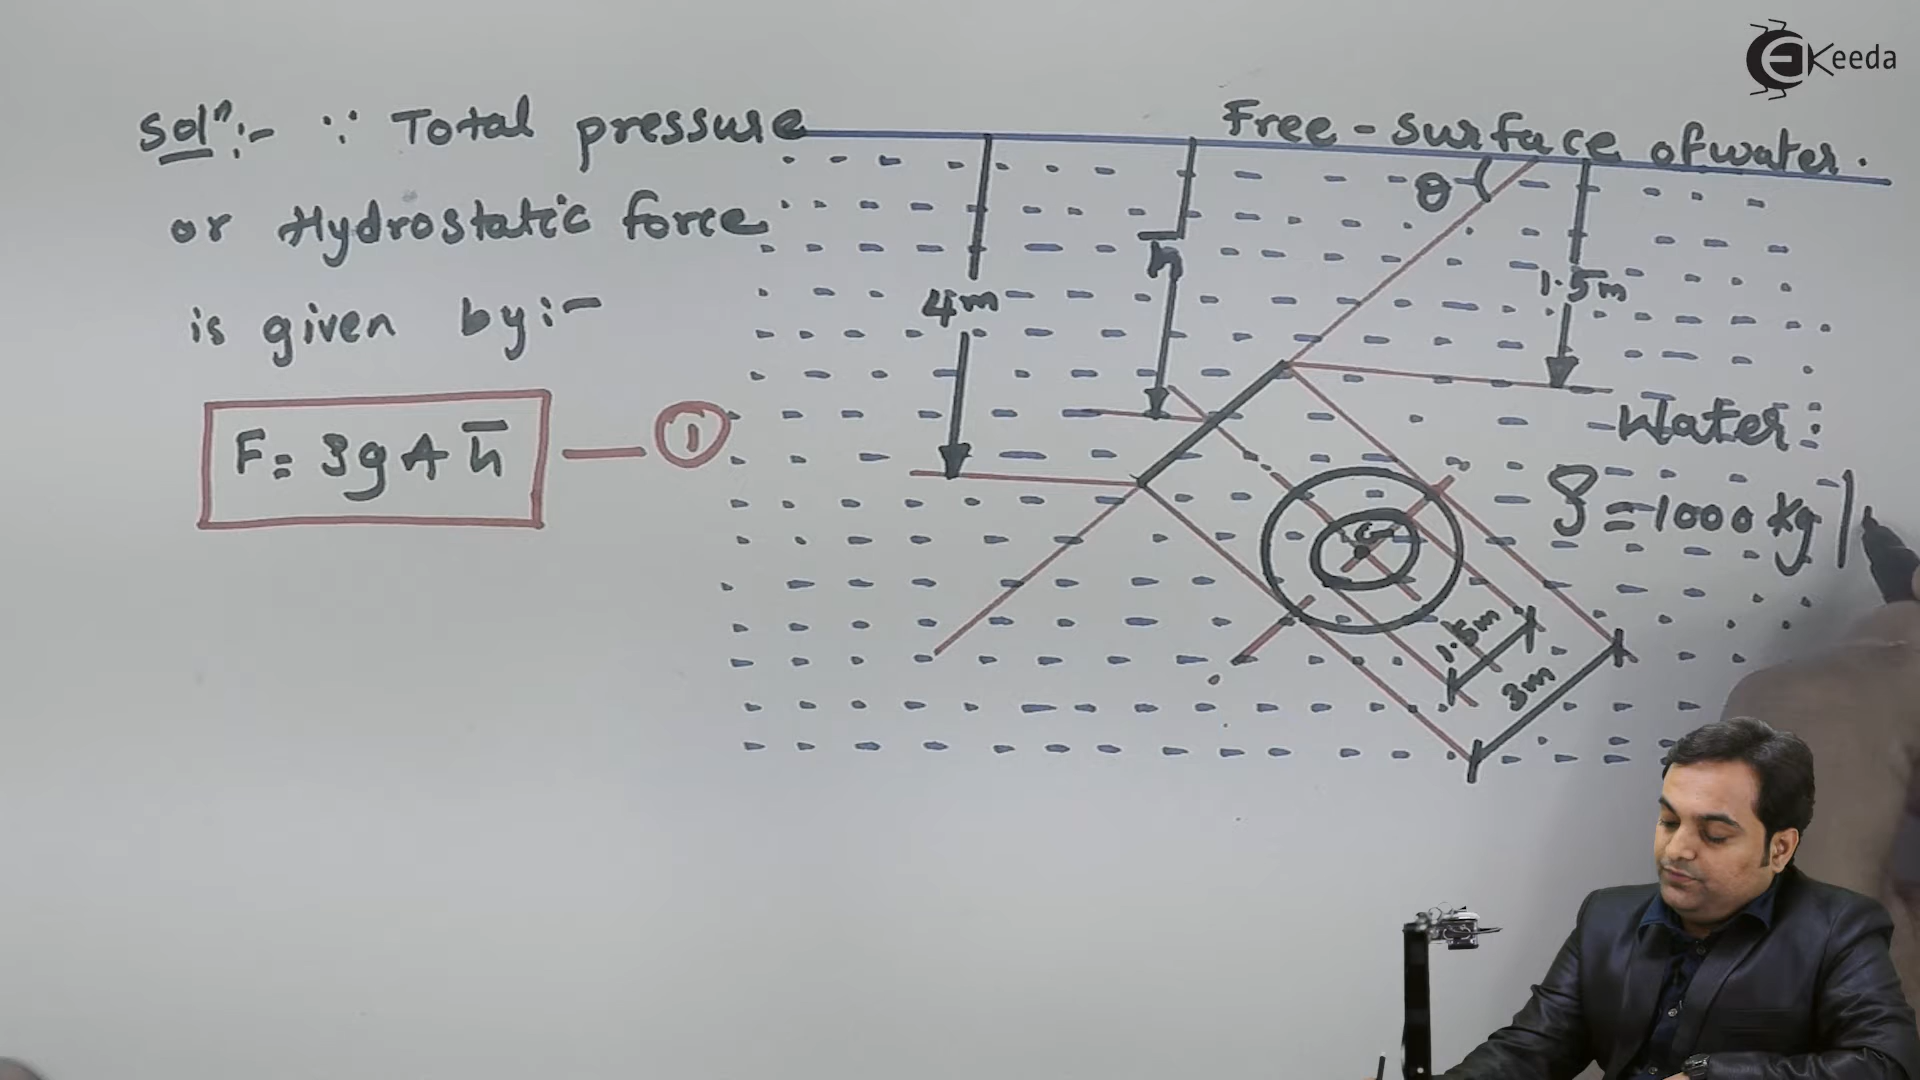 Keeda
Solⁿ:- ∵ Total pressure
or Hydrostatic force
is given by:-
F = ρgAh̄ — ①
Free-surface of water.
θ
4m
h̄
1.5m
Water:
ρ = 1000 kg/
G
1.5m
3m